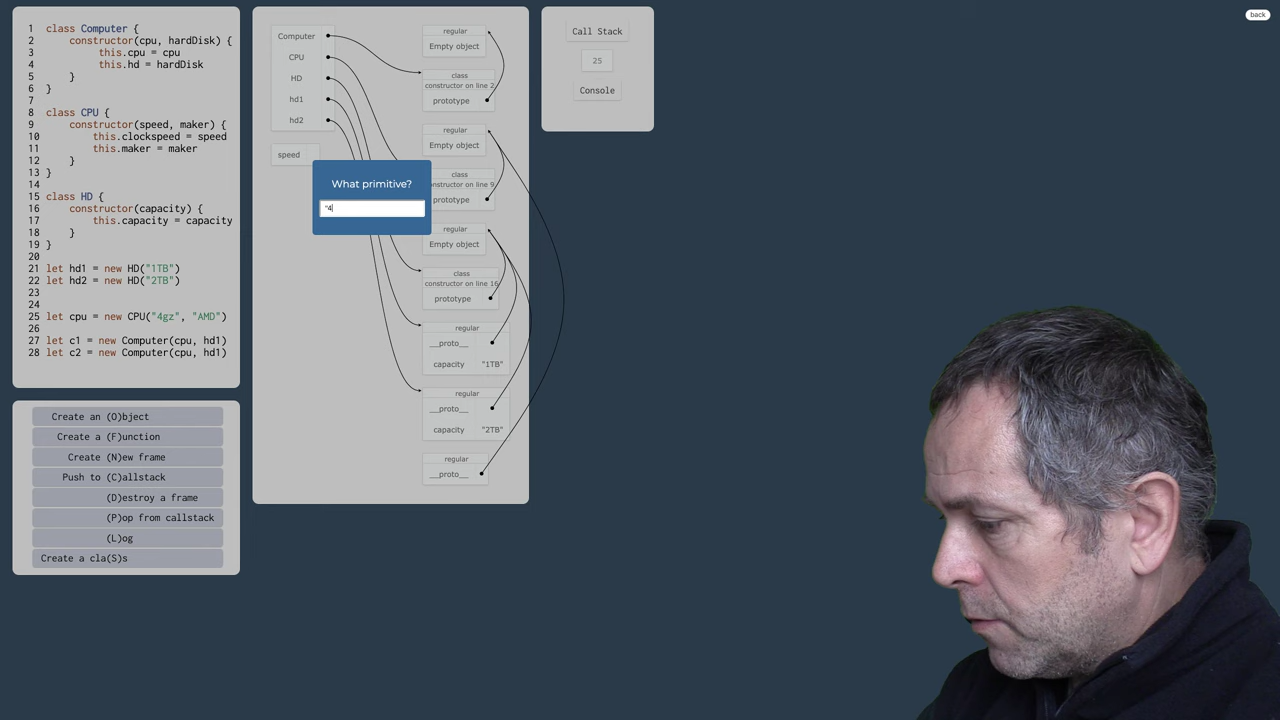 back
1 class Computer {
2 constructor(cpu, hardDisk) {
3 this.cpu = cpu
4 this.hd = hardDisk
5 }
6 }
7
8 class CPU {
9 constructor(speed, maker) {
10 this.clockspeed = speed
11 this.maker = maker
12 }
13 }
14
15 class HD {
16 constructor(capacity) {
17 this.capacity = capacity
18 }
19 }
20
21 let hd1 = new HD("1TB")
22 let hd2 = new HD("2TB")
23
24
25 let cpu = new CPU("4gz", "AMD")
26
27 let c1 = new Computer(cpu, hd1)
28 let c2 = new Computer(cpu, hd1)
Create an (O)bject
Create a (F)unction
Create (N)ew frame
Push to (C)allstack
(D)estroy a frame
(P)op from callstack
(L)og
Create a cla(S)s
Computer
CPU
HD
hd1
hd2
speed
What primitive?
"4
regular
Empty object
class
constructor on line 2
prototype
regular
Empty object
class
onstructor on line 9
prototype
regular
Empty object
class
constructor on line 16
prototype
regular
__proto__
capacity "1TB"
regular
__proto__
capacity "2TB"
regular
__proto__
Call Stack
25
Console